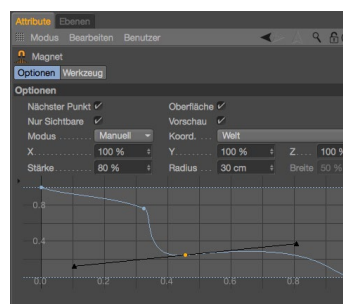 Attribute Ebenen
Modus Bearbeiten Benutzer
Magnet
Optionen Werkzeug
Optionen
Nächster Punkt Oberfläche
Nur Sichtbare Vorschau
Modus ........ Manuell Koord. ... Welt
X............. 100 % Y............. 100 % Z.... 100 %
Stärke........ 80 % Radius ... 30 cm Breite 50 %
0.8
0.4
0.0 0.2 0.4 0.6 0.8